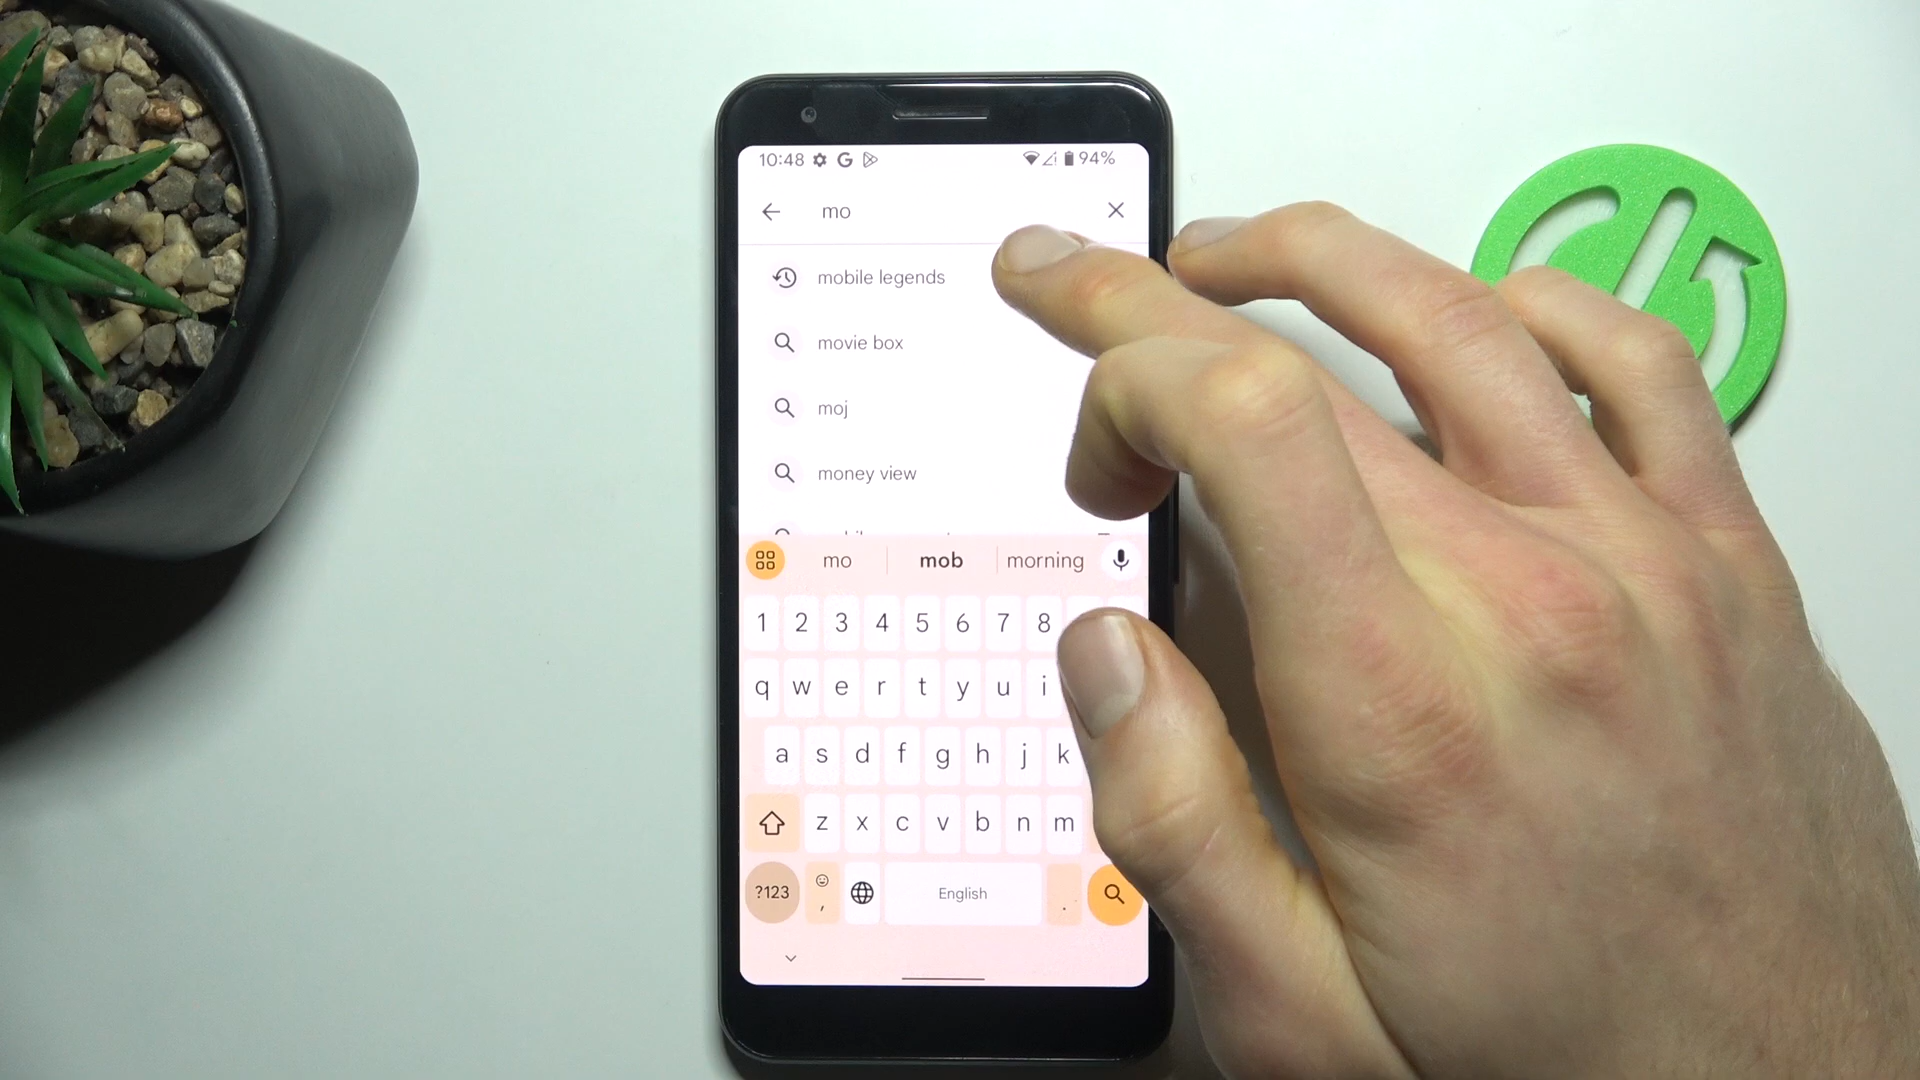 10:48 G 94%
mo
mobile legends
movie box
moj
money view
mo mob morning
1 2 3 4 5 6 7 8
q w e r t y u i
a s d f g h j k
z x c v b n m
?123 , English .